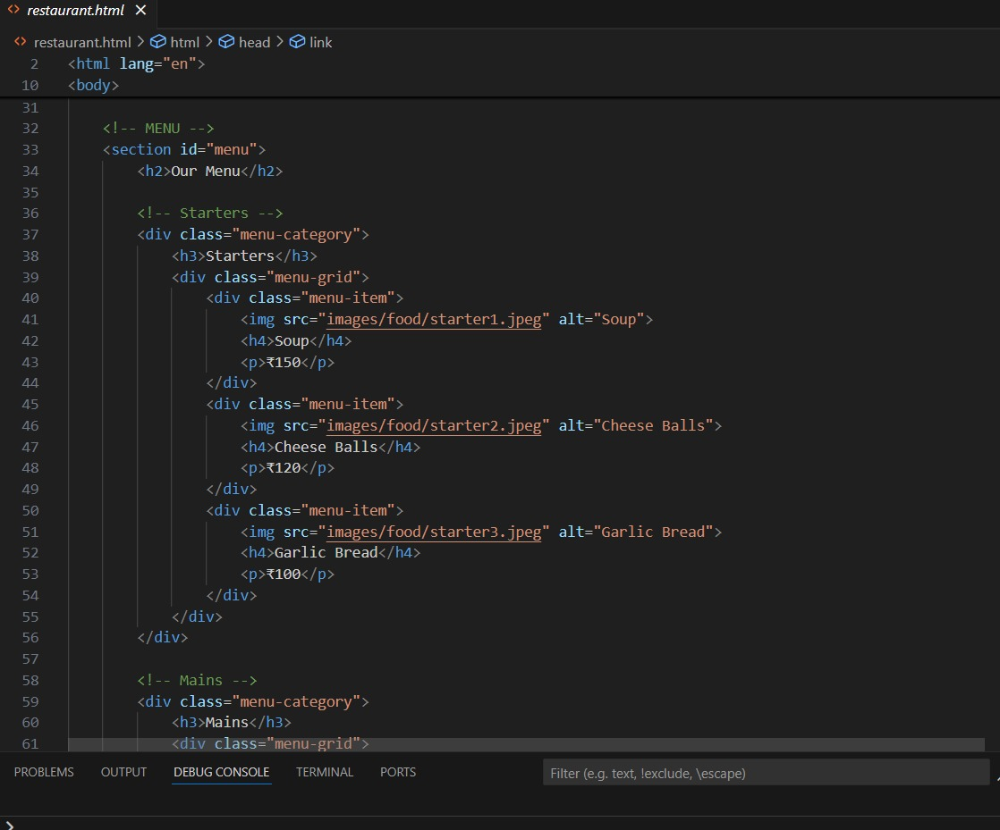 restaurant.html
restaurant.html > html > head > link
2 <html lang="en">
10 <body>
31
32 <!-- MENU -->
33 <section id="menu">
34 <h2>Our Menu</h2>
35
36 <!-- Starters -->
37 <div class="menu-category">
38 <h3>Starters</h3>
39 <div class="menu-grid">
40 <div class="menu-item">
41 <img src="images/food/starter1.jpeg" alt="Soup">
42 <h4>Soup</h4>
43 <p>₹150</p>
44 </div>
45 <div class="menu-item">
46 <img src="images/food/starter2.jpeg" alt="Cheese Balls">
47 <h4>Cheese Balls</h4>
48 <p>₹120</p>
49 </div>
50 <div class="menu-item">
51 <img src="images/food/starter3.jpeg" alt="Garlic Bread">
52 <h4>Garlic Bread</h4>
53 <p>₹100</p>
54 </div>
55 </div>
56 </div>
57
58 <!-- Mains -->
59 <div class="menu-category">
60 <h3>Mains</h3>
61 <div class="menu-grid">
PROBLEMS OUTPUT DEBUG CONSOLE TERMINAL PORTS Filter (e.g. text, !exclude, \escape)